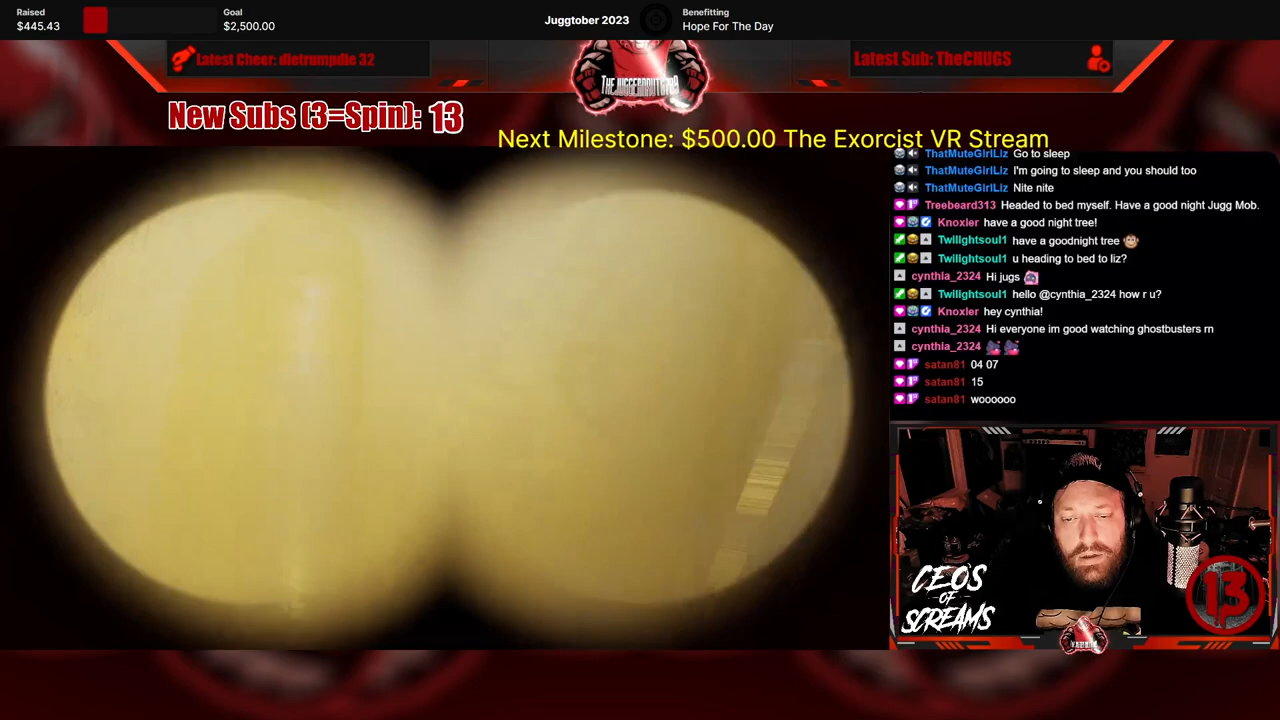 Raised
$445.43
Goal
$2,500.00
Juggtober 2023
Benefitting
Hope For The Day
Latest Cheer: dietrumpdie 32
Latest Sub: TheCHUGS
TheJuggernaut6789
New Subs (3=Spin): 13
Next Milestone: $500.00 The Exorcist VR Stream
ThatMuteGirlLiz Go to sleep
ThatMuteGirlLiz I'm going to sleep and you should too
ThatMuteGirlLiz Nite nite
Treebeard313 Headed to bed myself. Have a good night Jugg Mob.
Knoxler have a good night tree!
Twilightsoul1 have a goodnight tree
Twilightsoul1 u heading to bed to liz?
cynthia_2324 Hi jugs
Twilightsoul1 hello @cynthia_2324 how r u?
Knoxler hey cynthia!
cynthia_2324 Hi everyone im good watching ghostbusters rn
cynthia_2324
satan81 04 07
satan81 15
satan81 woooooo
CEOS
OF
SCREAMS
13